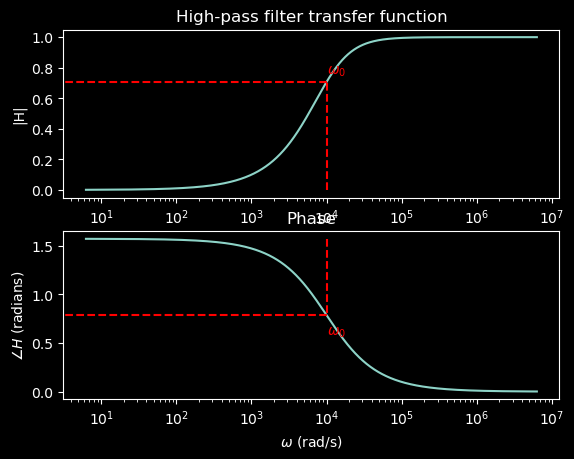 High-pass filter transfer function
|H|
1.0
0.8
0.6
0.4
0.2
0.0
ω₀
10¹ 10² 10³ 10⁴ 10⁵ 10⁶ 10⁷
Phase
∠H (radians)
1.5
1.0
0.5
0.0
ω₀
10¹ 10² 10³ 10⁴ 10⁵ 10⁶ 10⁷
ω (rad/s)